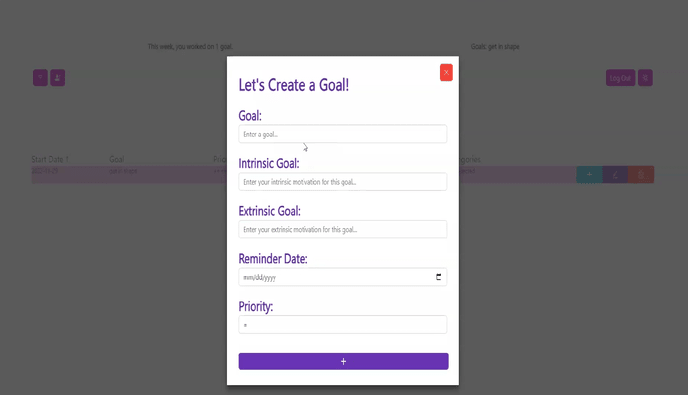 This week, you worked on 1 goal.
Goals: get in shape
Log Out
Let's Create a Goal!
Goal:
Enter a goal...
Start Date
Goal
Intrinsic Goal:
Enter your intrinsic motivation for this goal...
Extrinsic Goal:
Enter your extrinsic motivation for this goal...
Reminder Date:
mm/dd/yyyy
Priority:
+